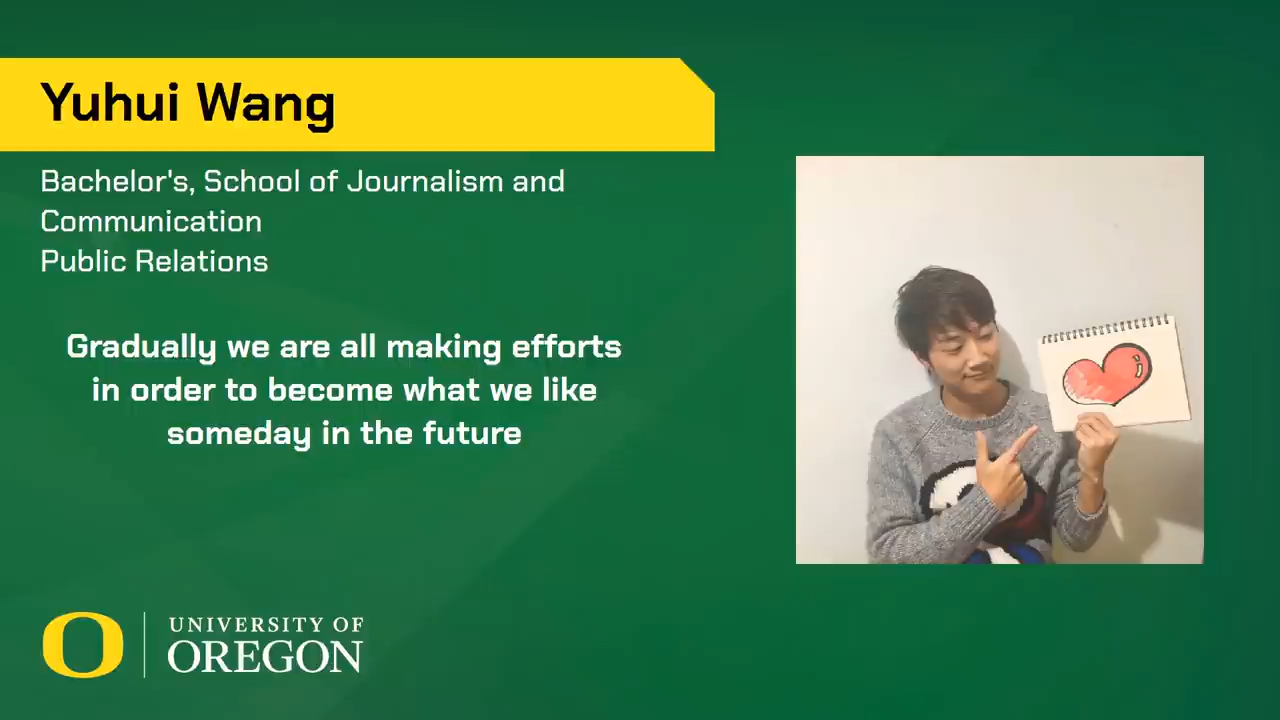 Yuhui Wang
Bachelor's, School of Journalism and
Communication
Public Relations
Gradually we are all making efforts
in order to become what we like
someday in the future
O
UNIVERSITY OF
OREGON